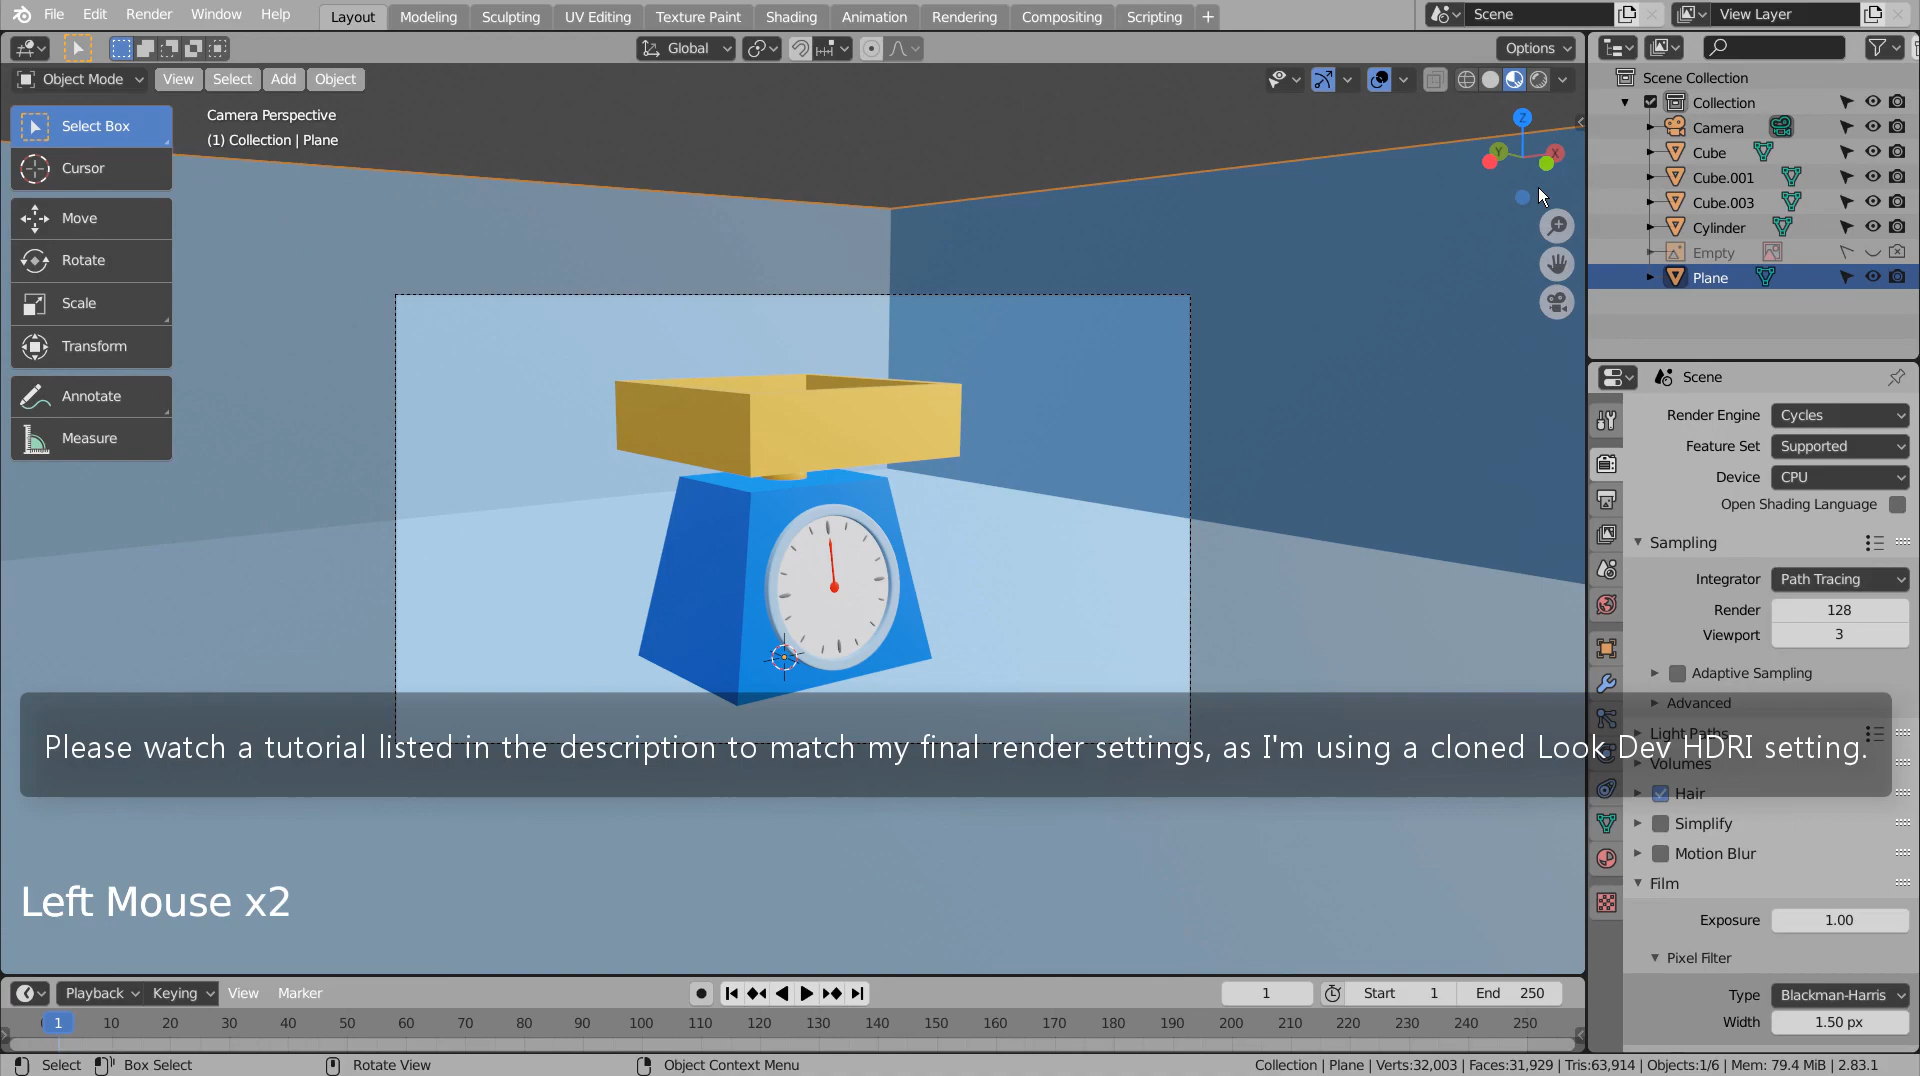 File Edit Render Window Help Layout Modeling Sculpting UV Editing Texture Paint Shading Animation Rendering Compositing Scripting + Scene View Layer
Global Options
Object Mode View Select Add Object
Scene Collection
Collection
Camera
Cube
Cube.001
Cube.003
Cylinder
Empty
Plane
Select Box
Cursor
Move
Rotate
Scale
Transform
Annotate
Measure
Camera Perspective
(1) Collection | Plane
Z
Y
X
Scene
Render Engine Cycles
Feature Set Supported
Device CPU
Open Shading Language
Sampling
Integrator Path Tracing
Render 128
Viewport 3
Adaptive Sampling
Advanced
Light Paths
Volumes
Hair
Simplify
Motion Blur
Film
Exposure 1.00
Pixel Filter
Type Blackman-Harris
Width 1.50 px
Please watch a tutorial listed in the description to match my final render settings, as I'm using a cloned Look Dev HDRI setting.
Left Mouse x2
Playback Keying View Marker 1 Start 1 End 250
1 10 20 30 40 50 60 70 80 90 100 110 120 130 140 150 160 170 180 190 200 210 220 230 240 250
Select Box Select Rotate View Object Context Menu Collection | Plane | Verts:32,003 | Faces:31,929 | Tris:63,914 | Objects:1/6 | Mem: 79.4 MiB | 2.83.1